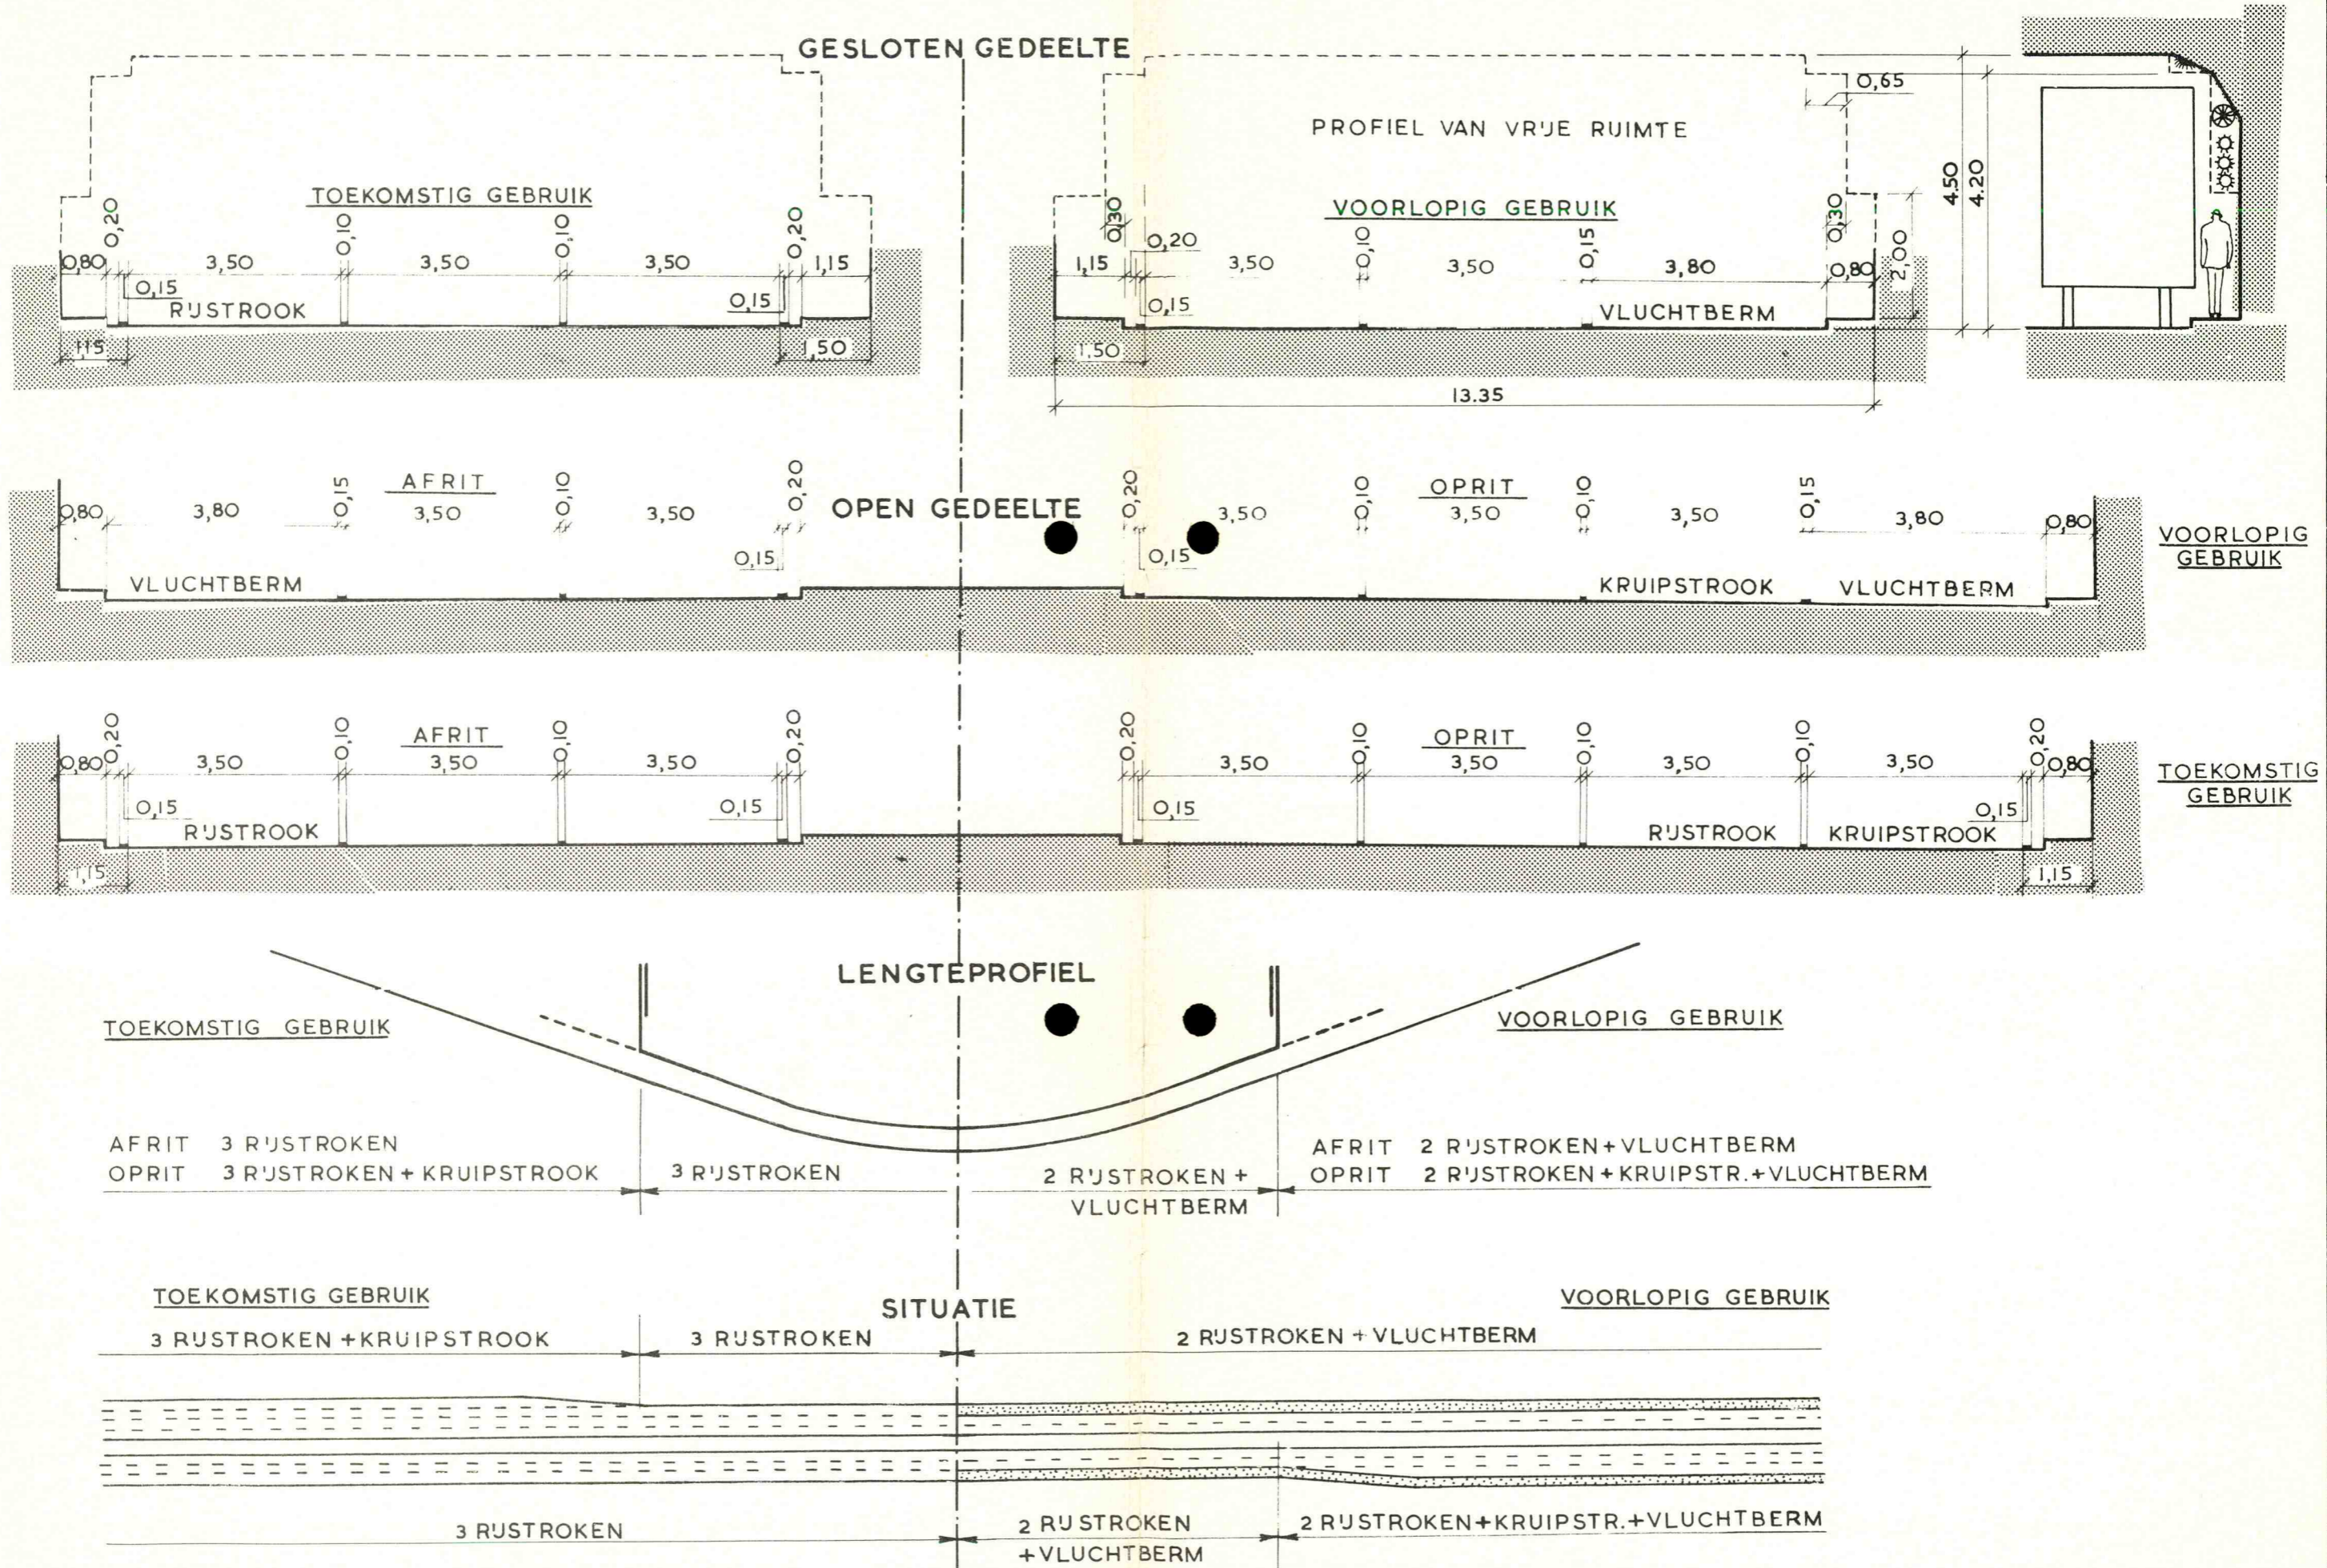 GESLOTEN GEDEELTE
0,65
PROFIEL VAN VRIJE RUIMTE
4.50
4.20
TOEKOMSTIG GEBRUIK
VOORLOPIG GEBRUIK
0,20
0,10
0,10
0,20
0,30
0,20
0,10
0,15
0,30
2,00
0,80
3,50
3,50
3,50
1,15
1,15
3,50
3,50
3,80
0,80
0,15
RIJSTROOK
0,15
0,15
VLUCHTBERM
1,15
1,50
1,50
13.35
AFRIT
OPEN GEDEELTE
OPRIT
0,80
3,80
0,15
3,50
0,10
3,50
0,20
0,20
3,50
0,10
3,50
0,10
3,50
0,15
3,80
0,80
VOORLOPIG
GEBRUIK
0,15
0,15
VLUCHTBERM
KRUIPSTROOK
VLUCHTBERM
AFRIT
OPRIT
0,80
0,20
3,50
0,10
3,50
0,10
3,50
0,20
0,20
3,50
0,10
3,50
0,10
3,50
0,10
3,50
0,20
0,80
TOEKOMSTIG
GEBRUIK
0,15
0,15
0,15
0,15
RIJSTROOK
RIJSTROOK
KRUIPSTROOK
1,15
1,15
LENGTEPROFIEL
TOEKOMSTIG GEBRUIK
VOORLOPIG GEBRUIK
AFRIT 3 RIJSTROKEN
OPRIT 3 RIJSTROKEN + KRUIPSTROOK
3 RIJSTROKEN
2 RIJSTROKEN +
VLUCHTBERM
AFRIT 2 RIJSTROKEN + VLUCHTBERM
OPRIT 2 RIJSTROKEN + KRUIPSTR. + VLUCHTBERM
TOEKOMSTIG GEBRUIK
SITUATIE
VOORLOPIG GEBRUIK
3 RIJSTROKEN + KRUIPSTROOK
3 RIJSTROKEN
2 RIJSTROKEN + VLUCHTBERM
3 RIJSTROKEN
2 RIJSTROKEN
+ VLUCHTBERM
2 RIJSTROKEN + KRUIPSTR. + VLUCHTBERM